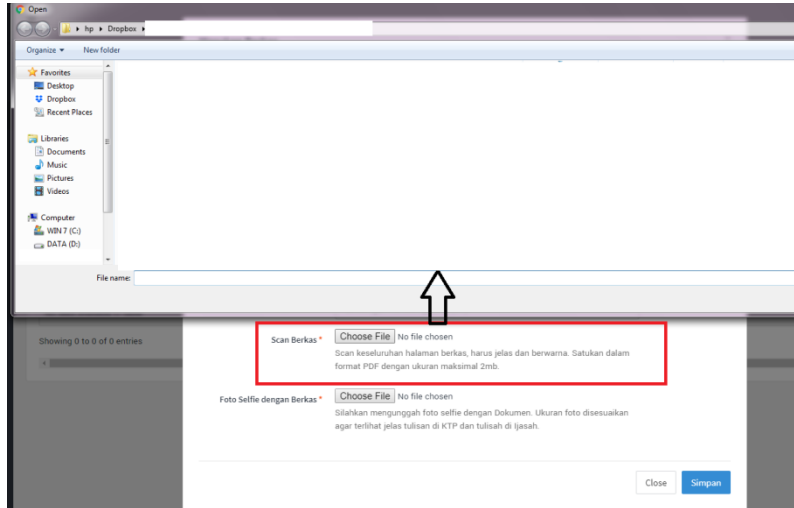 Open
hp ▸ Dropbox ▸
Organize ▾ New folder
Favorites
Desktop
Dropbox
Recent Places
Libraries
Documents
Music
Pictures
Videos
Computer
WIN 7 (C:)
DATA (D:)
File name:
Showing 0 to 0 of 0 entries
Scan Berkas * Choose File No file chosen
Scan keseluruhan halaman berkas, harus jelas dan berwarna. Satukan dalam
format PDF dengan ukuran maksimal 2mb.
Foto Selfie dengan Berkas * Choose File No file chosen
Silahkan mengunggah foto selfie dengan Dokumen. Ukuran foto disesuaikan
agar terlihat jelas tulisan di KTP dan tulisah di Ijasah.
Close Simpan